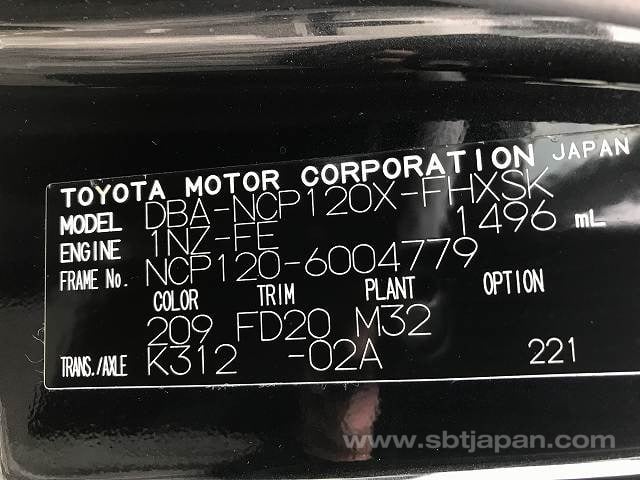 TOYOTA MOTOR CORPORATION JAPAN
MODEL DBA-NCP120X-FHXSK
ENGINE 1NZ-FE 1496 mL
FRAME No. NCP120-6004779
COLOR TRIM PLANT OPTION
209 FD20 M32
TRANS./AXLE K312 -02A 221
www.sbtjapan.com